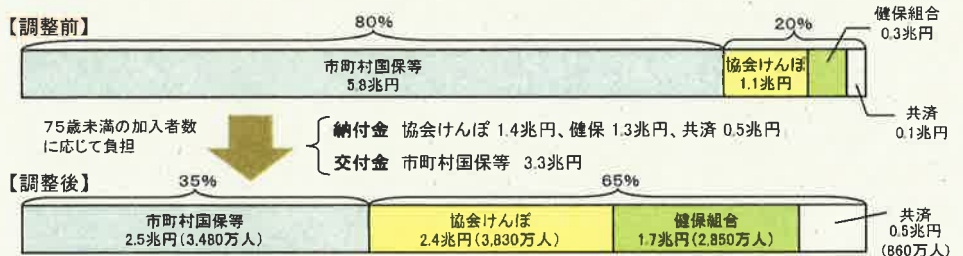 【調整前】
80%
20%
健保組合
0.3兆円
市町村国保等
5.8兆円
協会けんぽ
1.1兆円
共済
0.1兆円
75歳未満の加入者数
に応じて負担
納付金 協会けんぽ 1.4兆円、健保 1.3兆円、共済 0.5兆円
交付金 市町村国保等 3.3兆円
【調整後】
35%
65%
市町村国保等
2.5兆円(3,480万人)
協会けんぽ
2.4兆円(3,830万人)
健保組合
1.7兆円(2,850万人)
共済
0.5兆円
(860万人)